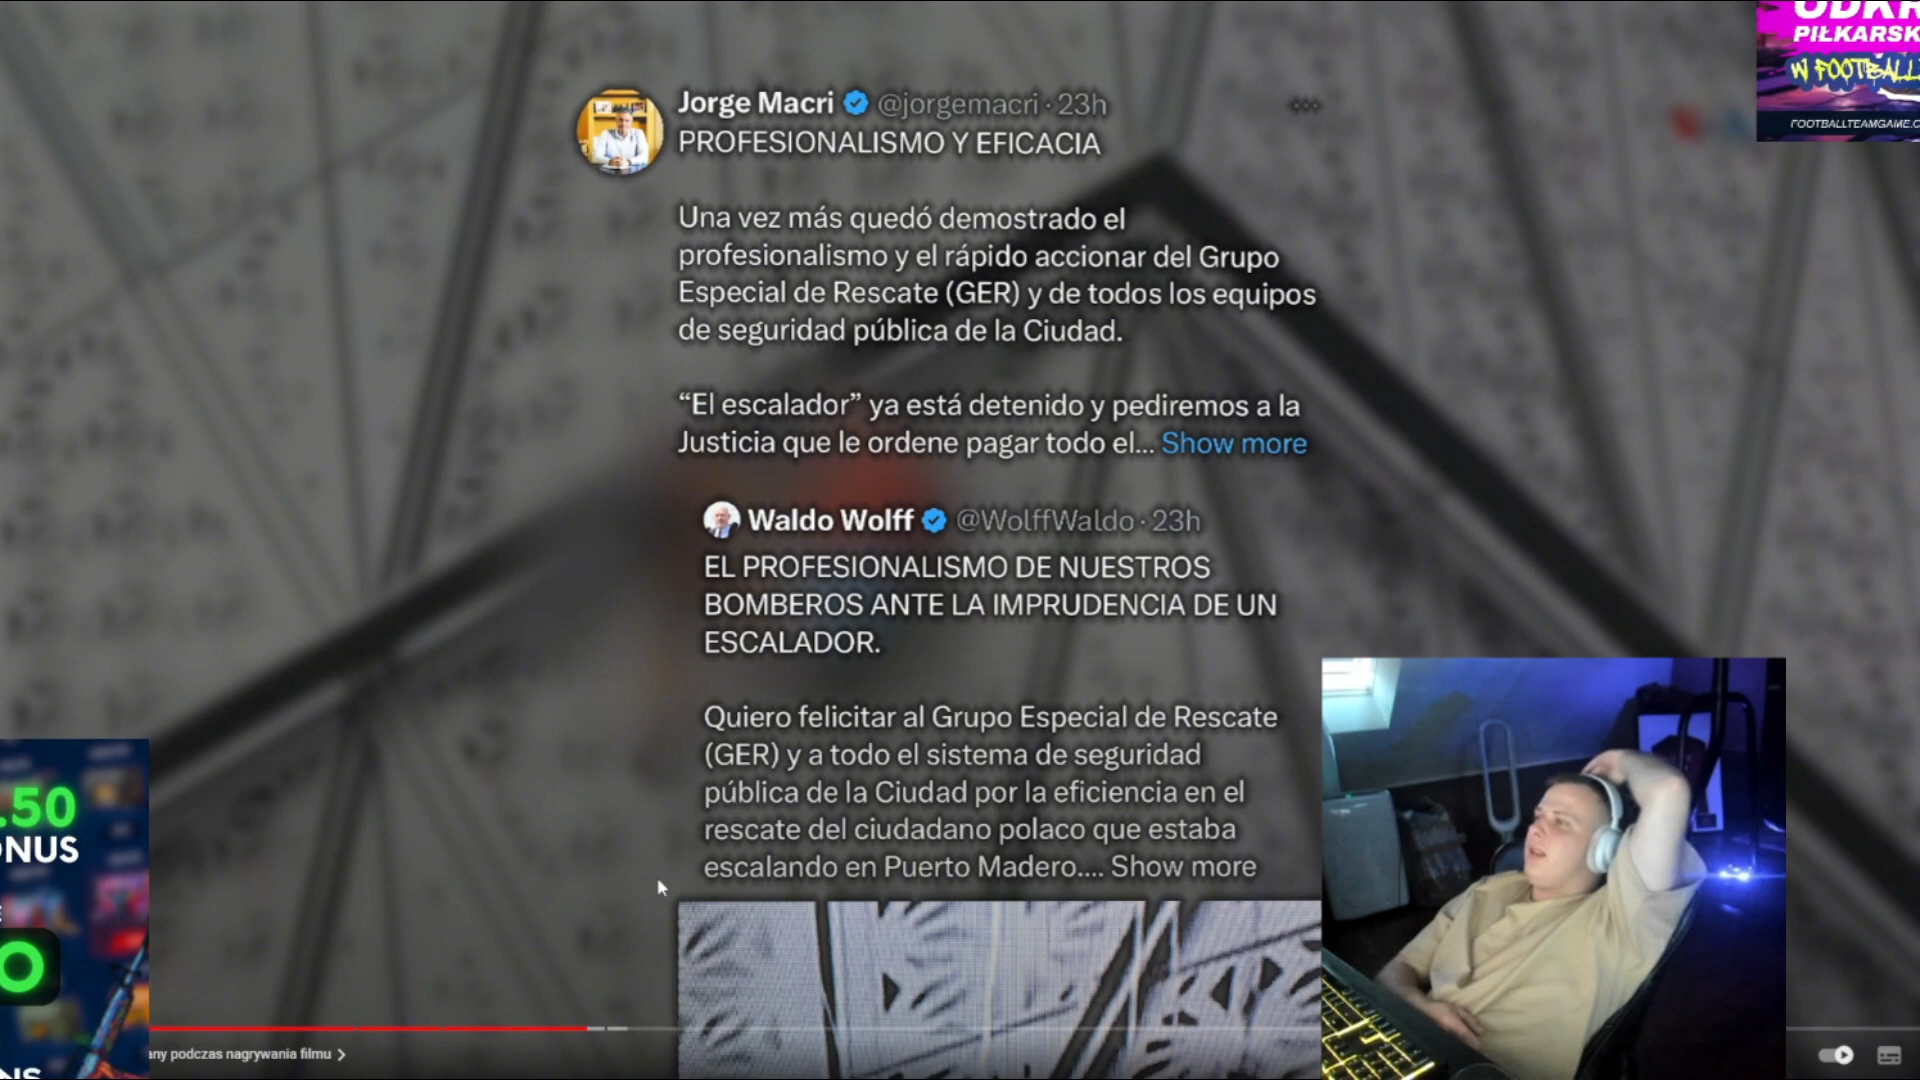 Jorge Macri @jorgemacri · 23h
PROFESIONALISMO Y EFICACIA
Una vez más quedó demostrado el
profesionalismo y el rápido accionar del Grupo
Especial de Rescate (GER) y de todos los equipos
de seguridad pública de la Ciudad.
“El escalador” ya está detenido y pediremos a la
Justicia que le ordene pagar todo el... Show more
Waldo Wolff @WolffWaldo · 23h
EL PROFESIONALISMO DE NUESTROS
BOMBEROS ANTE LA IMPRUDENCIA DE UN
ESCALADOR.
Quiero felicitar al Grupo Especial de Rescate
(GER) y a todo el sistema de seguridad
pública de la Ciudad por la eficiencia en el
rescate del ciudadano polaco que estaba
escalando en Puerto Madero.... Show more
PIŁKARSK
W FOOTBALL
FOOTBALLTEAMGAME.C
.50
ONUS
O
any podczas nagrywania filmu